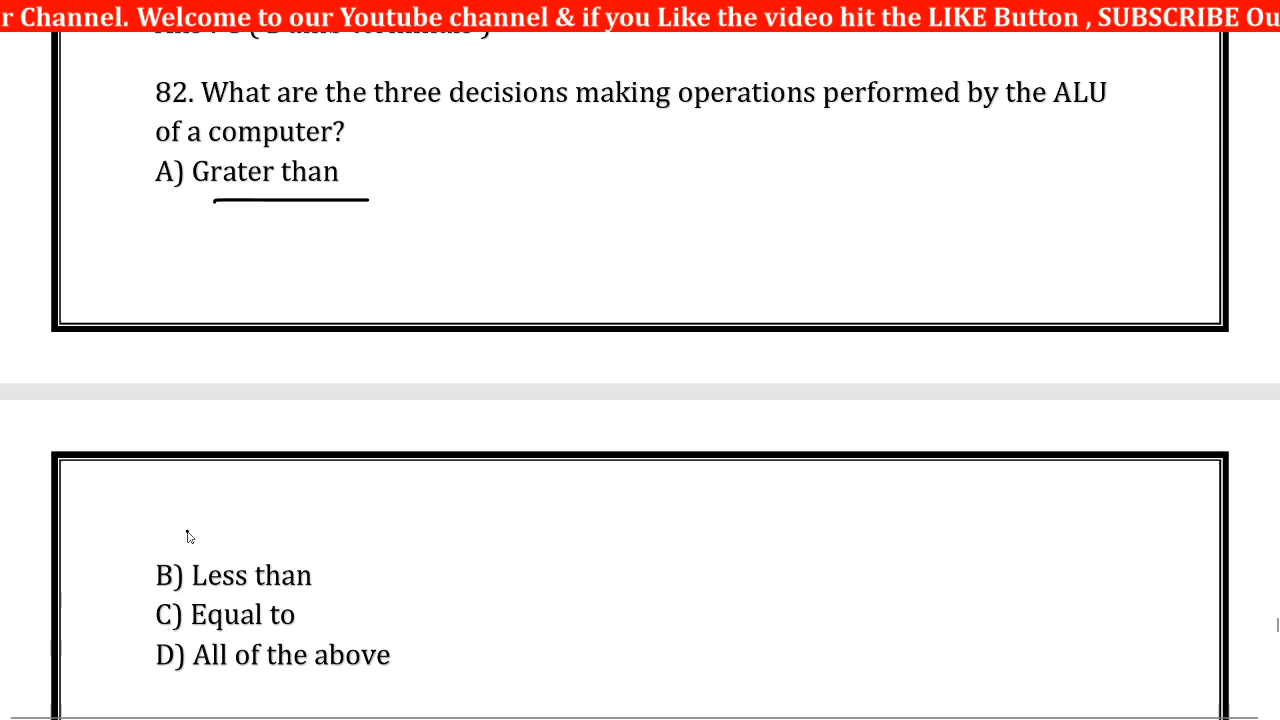 r Channel. Welcome to our Youtube channel & if you Like the video hit the LIKE Button , SUBSCRIBE Ou
82. What are the three decisions making operations performed by the ALU
of a computer?
A) Grater than
B) Less than
C) Equal to
D) All of the above